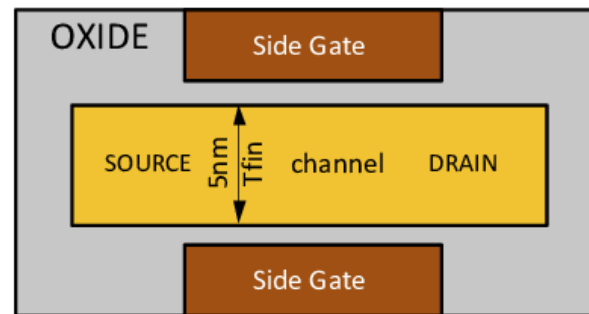 OXIDE
Side Gate
SOURCE
5nm
Tfin
channel
DRAIN
Side Gate